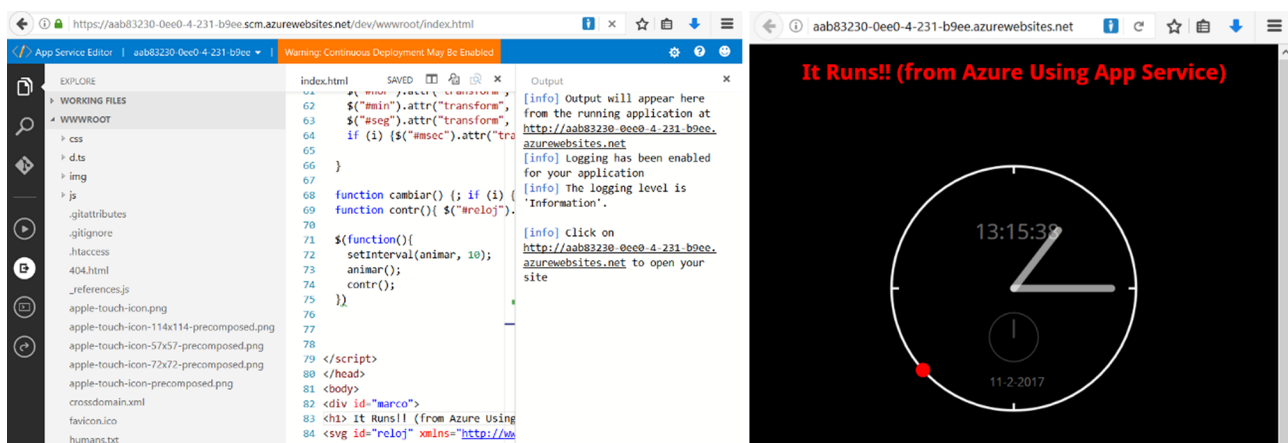 https://aab83230-0ee0-4-231-b9ee.scm.azurewebsites.net/dev/wwwroot/index.html
App Service Editor | aab83230-0ee0-4-231-b9ee | Warning: Continuous Deployment May Be Enabled
EXPLORE
WORKING FILES
WWWROOT
css
d.ts
img
js
.gitattributes
.gitignore
.htaccess
404.html
_references.js
apple-touch-icon.png
apple-touch-icon-114x114-precomposed.png
apple-touch-icon-57x57-precomposed.png
apple-touch-icon-72x72-precomposed.png
apple-touch-icon-precomposed.png
crossdomain.xml
favicon.ico
humans.txt
index.html SAVED
61 $("#hor").attr("transform",
62 $("#min").attr("transform",
63 $("#seg").attr("transform",
64 if (i) {$("#msec").attr("tra
65
66 }
67
68 function cambiar() {; if (i) {
69 function contr(){ $("#reloj").
70
71 $(function(){
72 setInterval(animar, 10);
73 animar();
74 contr();
75 })
76
77
78
79 </script>
80 </head>
81 <body>
82 <div id="marco">
83 <h1> It Runs!! (from Azure Using
84 <svg id="reloj" xmlns="http://ww
Output
[info] Output will appear here
from the running application at
http://aab83230-0ee0-4-231-b9ee.
azurewebsites.net
[info] Logging has been enabled
for your application
[info] The logging level is
'Information'.
[info] Click on
http://aab83230-0ee0-4-231-b9ee.
azurewebsites.net to open your
site
aab83230-0ee0-4-231-b9ee.azurewebsites.net
It Runs!! (from Azure Using App Service)
13:15:38
11-2-2017